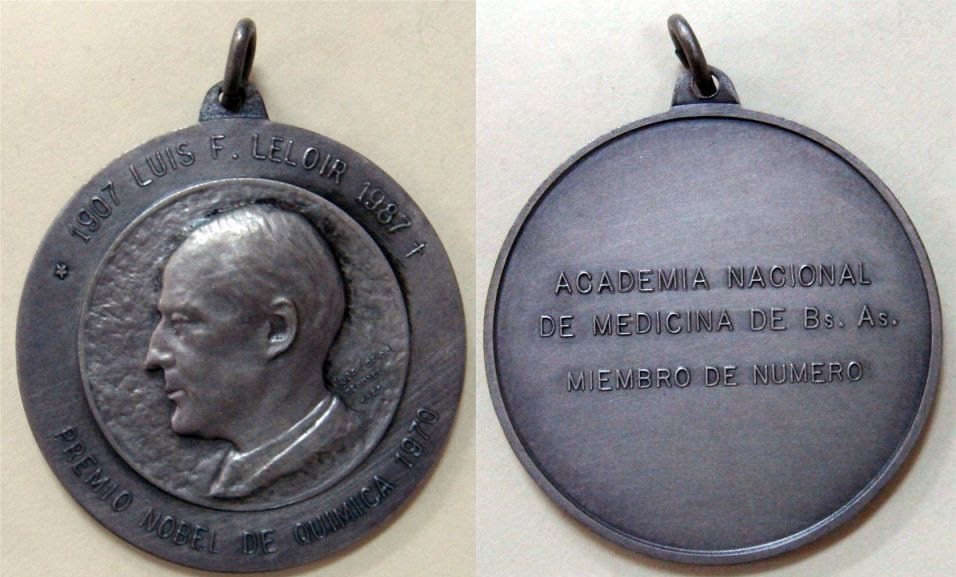 * 1907 LUIS F. LELOIR 1987 †
PREMIO NOBEL DE QUIMICA 1970
ACADEMIA NACIONAL
DE MEDICINA DE Bs. As.
MIEMBRO DE NUMERO